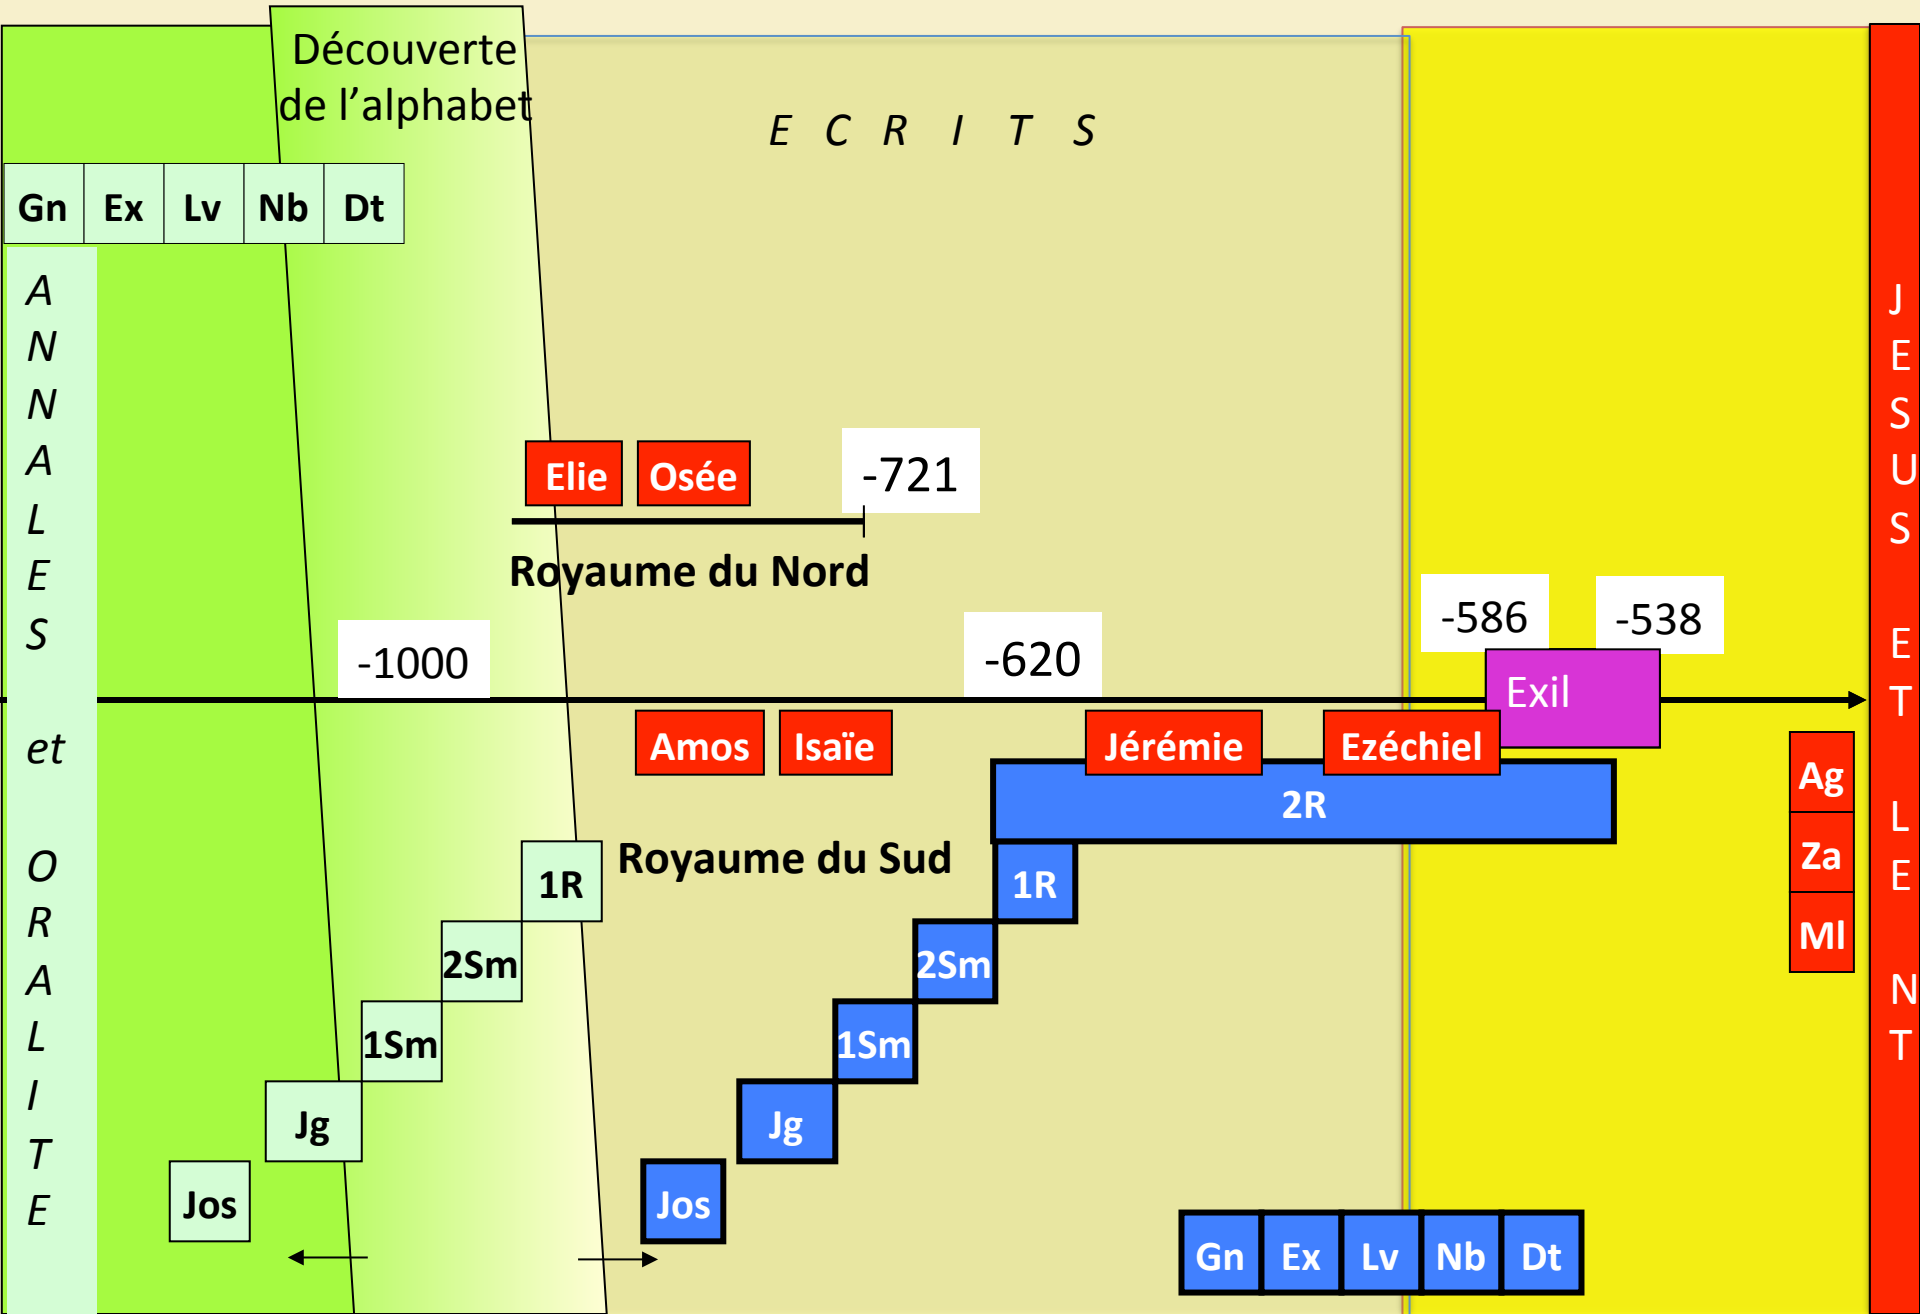 Découverte
de l’alphabet
E C R I T S
Gn Ex Lv Nb Dt
A
N
N
A
L
E
S
et
O
R
A
L
I
T
E
Elie Osée -721
Royaume du Nord
-586 -538
-1000 -620
Exil
Amos Isaïe Jérémie Ezéchiel
2R
Royaume du Sud
1R 1R
2Sm 2Sm
1Sm 1Sm
Jg Jg
Jos Jos
Gn Ex Lv Nb Dt
Ag
Za
Ml
J
E
S
U
S
E
T
L
E
N
T